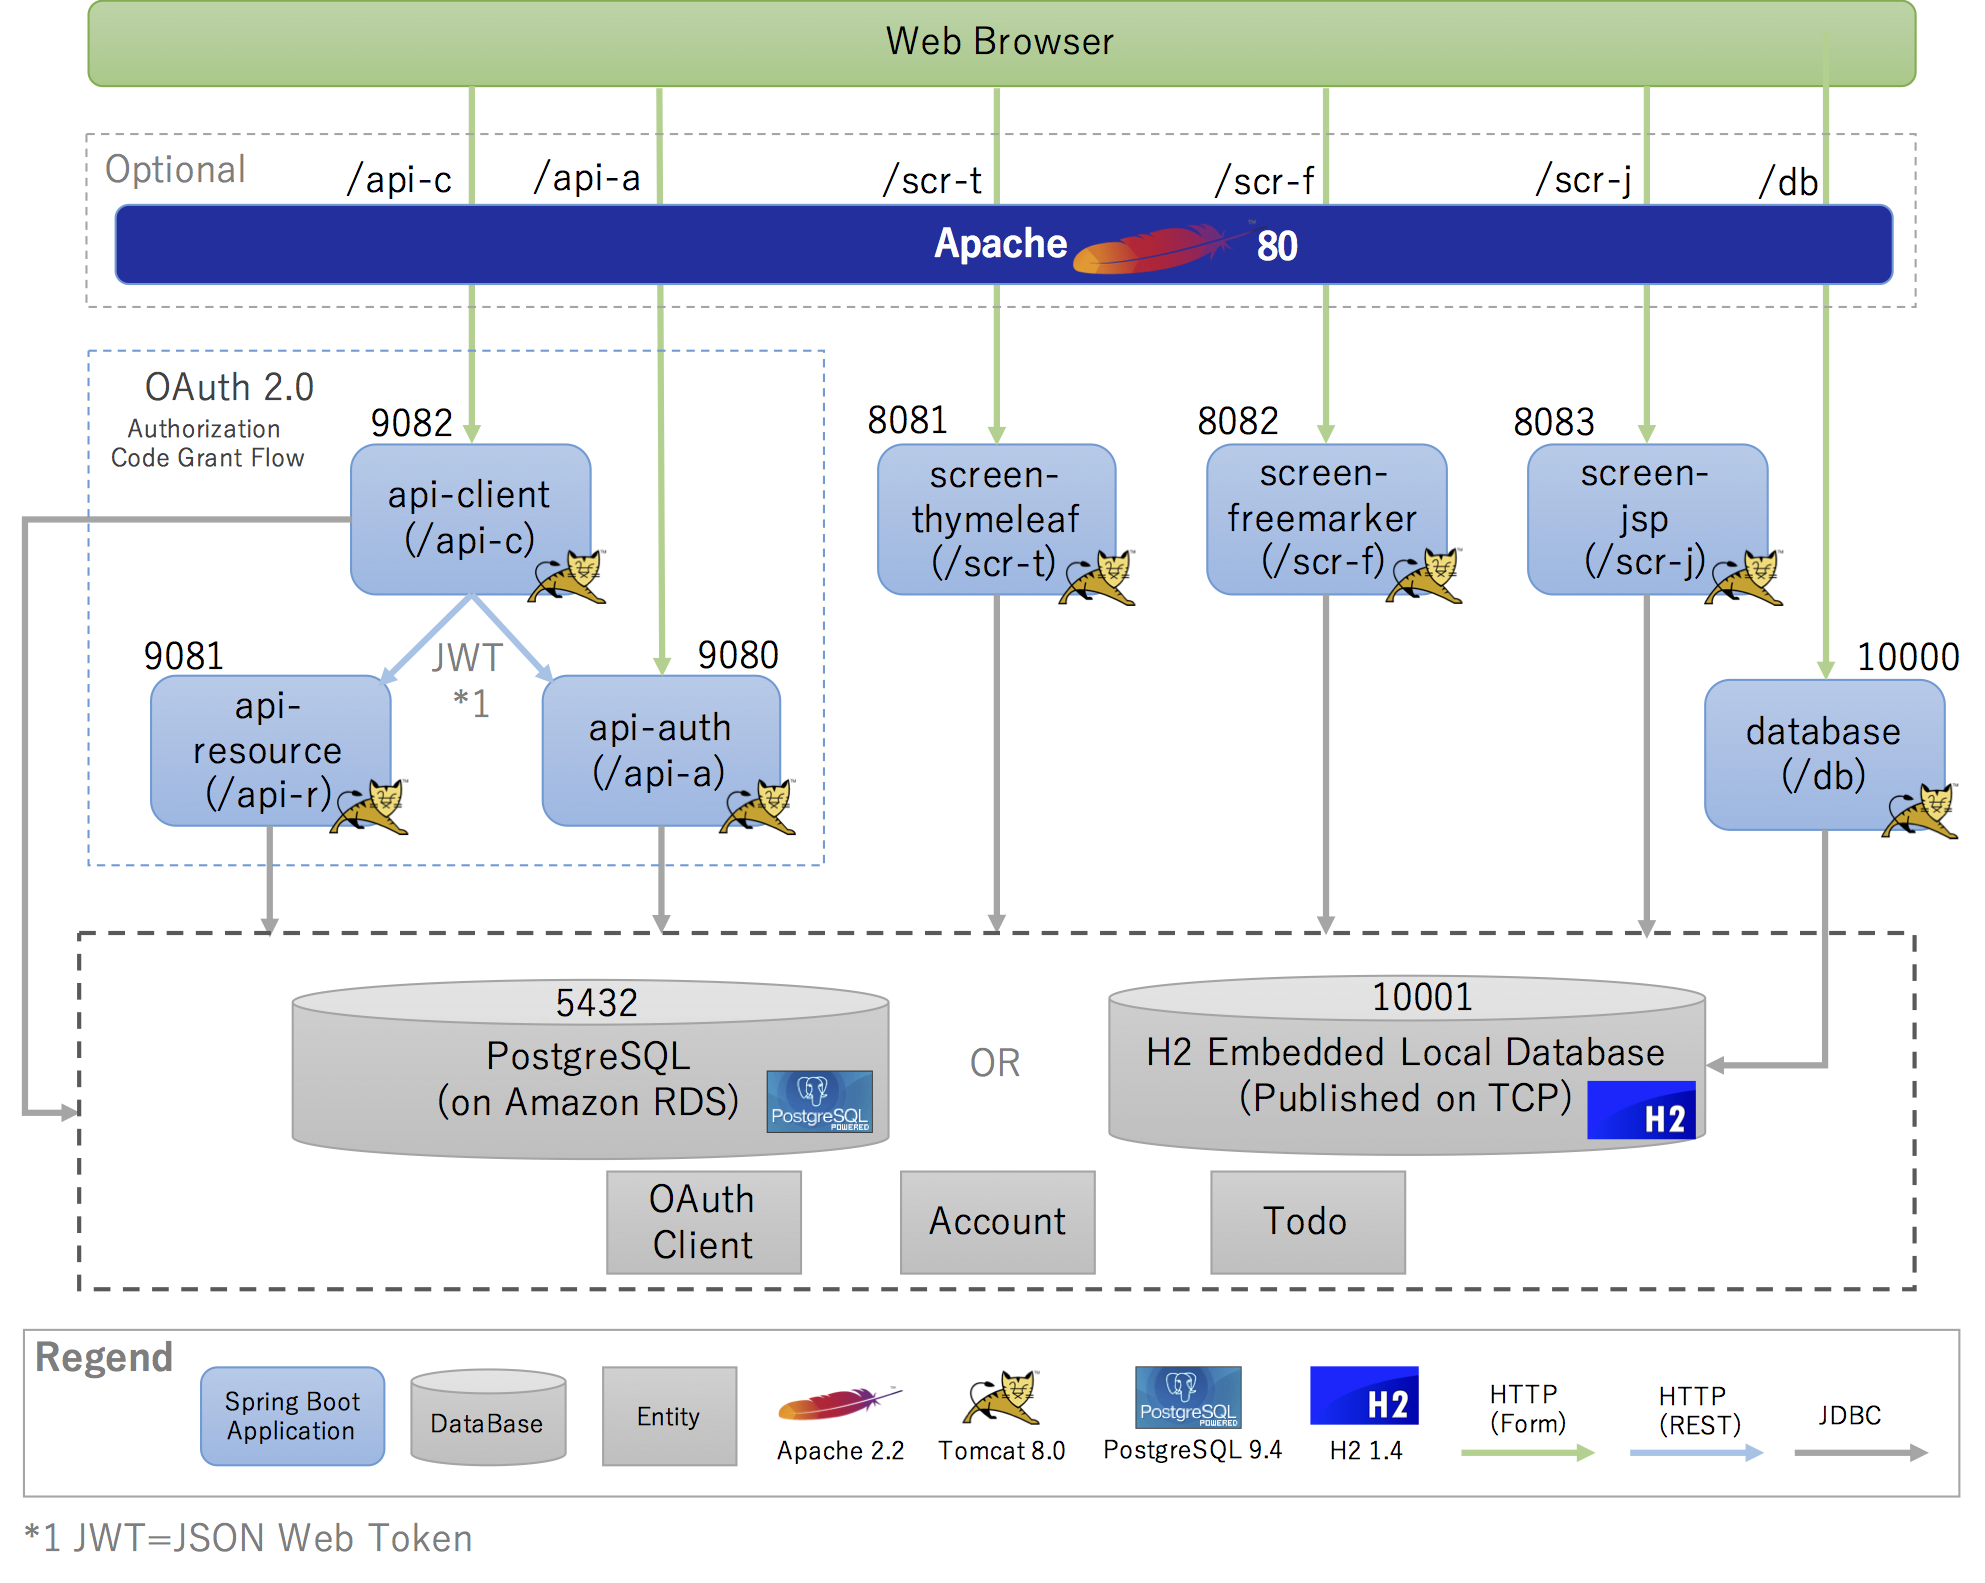 Web Browser
Optional
/api-c
/api-a
/scr-t
/scr-f
/scr-j
/db
Apache 80
OAuth 2.0
Authorization
Code Grant Flow
9082
api-client
(/api-c)
8081
screen-
thymeleaf
(/scr-t)
8082
screen-
freemarker
(/scr-f)
8083
screen-
jsp
(/scr-j)
9081
api-
resource
(/api-r)
JWT
*1
9080
api-auth
(/api-a)
10000
database
(/db)
5432
PostgreSQL
(on Amazon RDS)
PostgreSQL
POWERED
OR
10001
H2 Embedded Local Database
(Published on TCP)
H2
OAuth
Client
Account
Todo
Regend
Spring Boot
Application
DataBase
Entity
Apache 2.2
Tomcat 8.0
PostgreSQL
POWERED
PostgreSQL 9.4
H2
H2 1.4
HTTP
(Form)
HTTP
(REST)
JDBC
*1 JWT=JSON Web Token